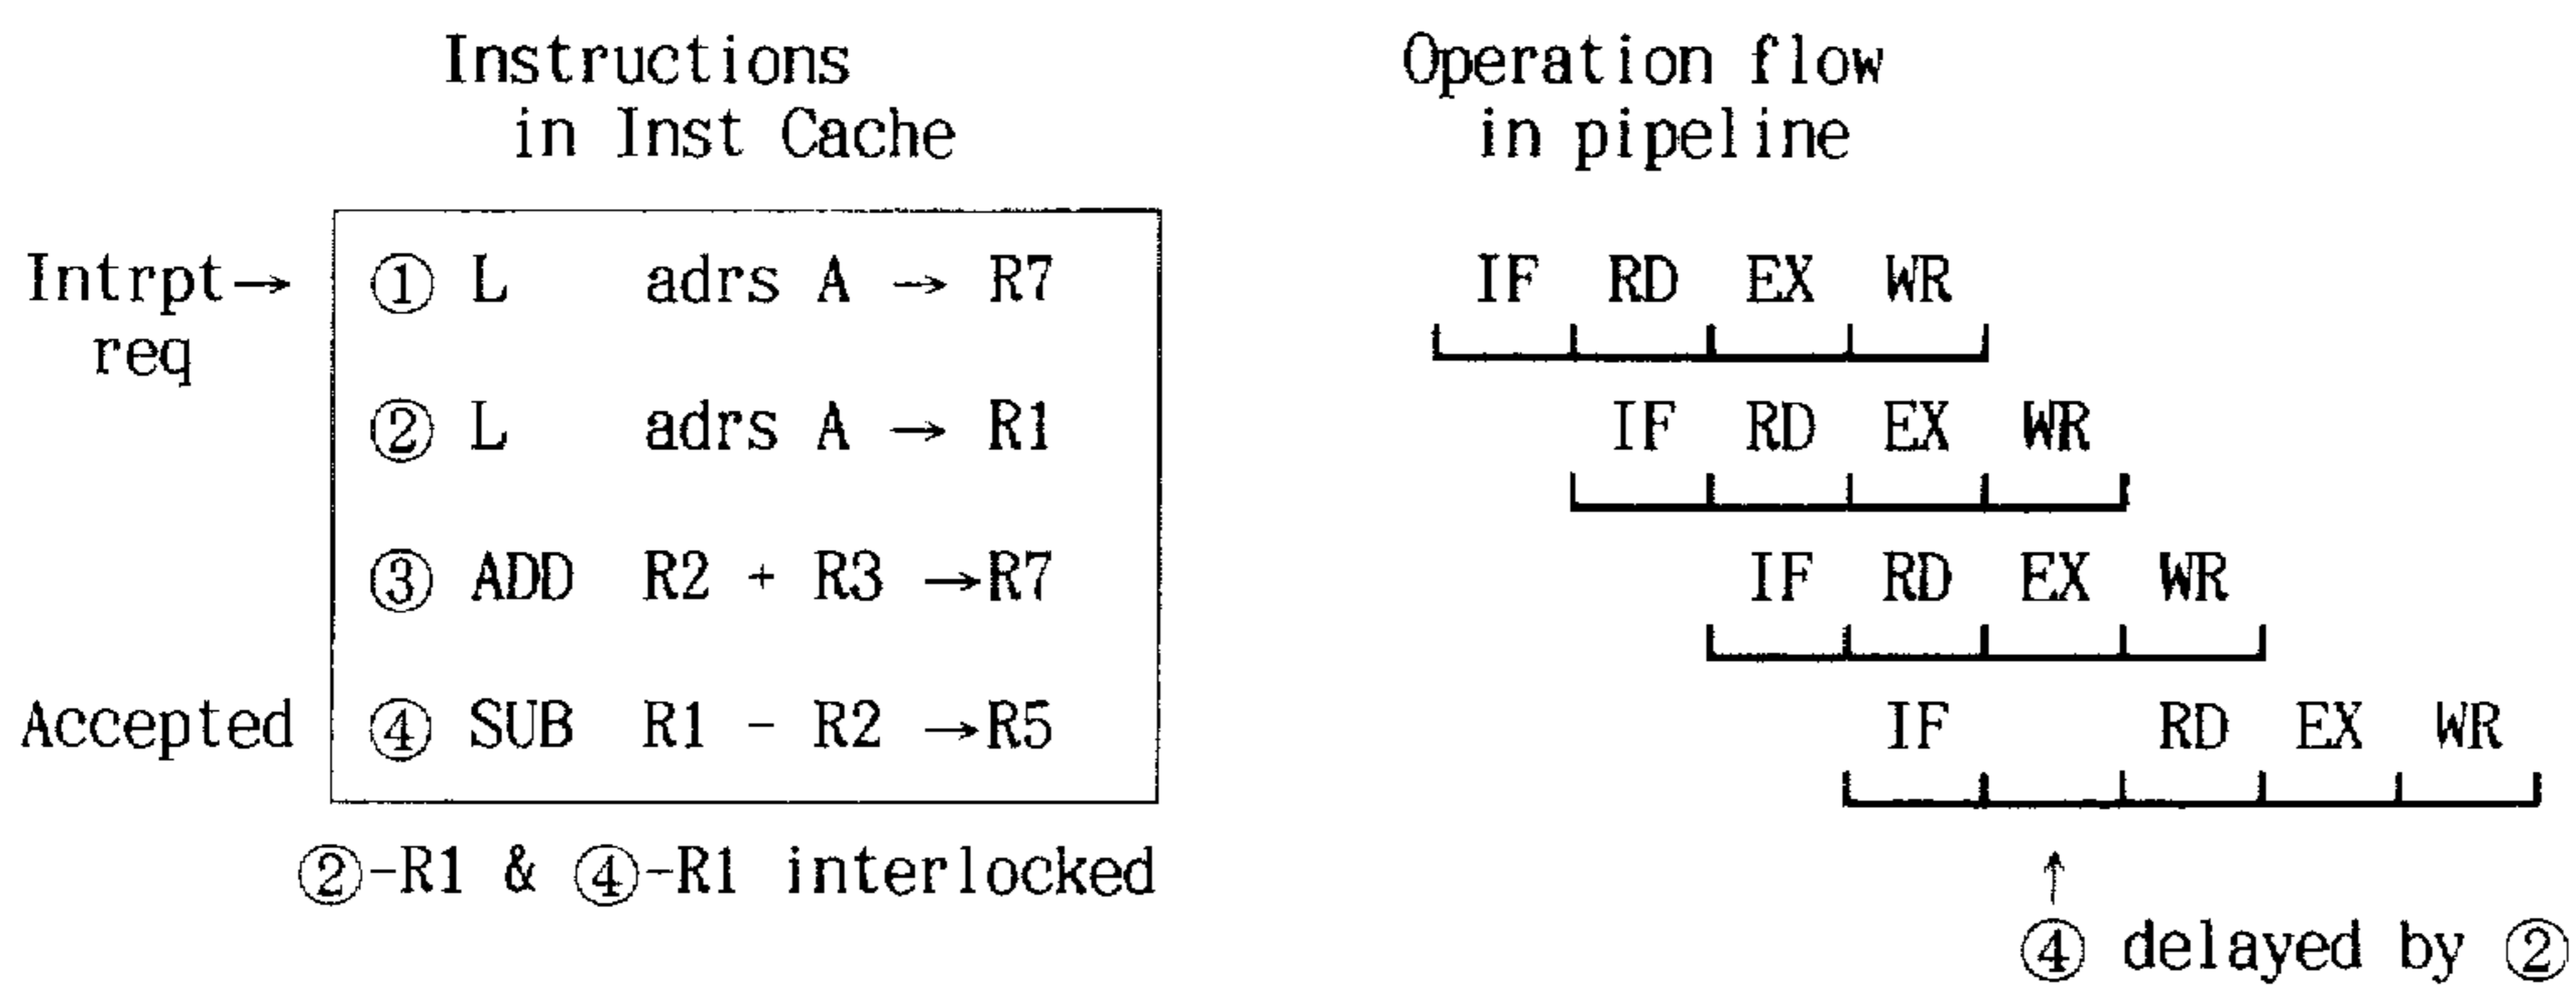 Instructions
in Inst Cache
Operation flow
in pipeline
Intrpt→
req
① L adrs A → R7
IF RD EX WR
② L adrs A → R1
IF RD EX WR
③ ADD R2 + R3 →R7
IF RD EX WR
Accepted
④ SUB R1 - R2 →R5
IF RD EX WR
②-R1 & ④-R1 interlocked
↑
④ delayed by ②